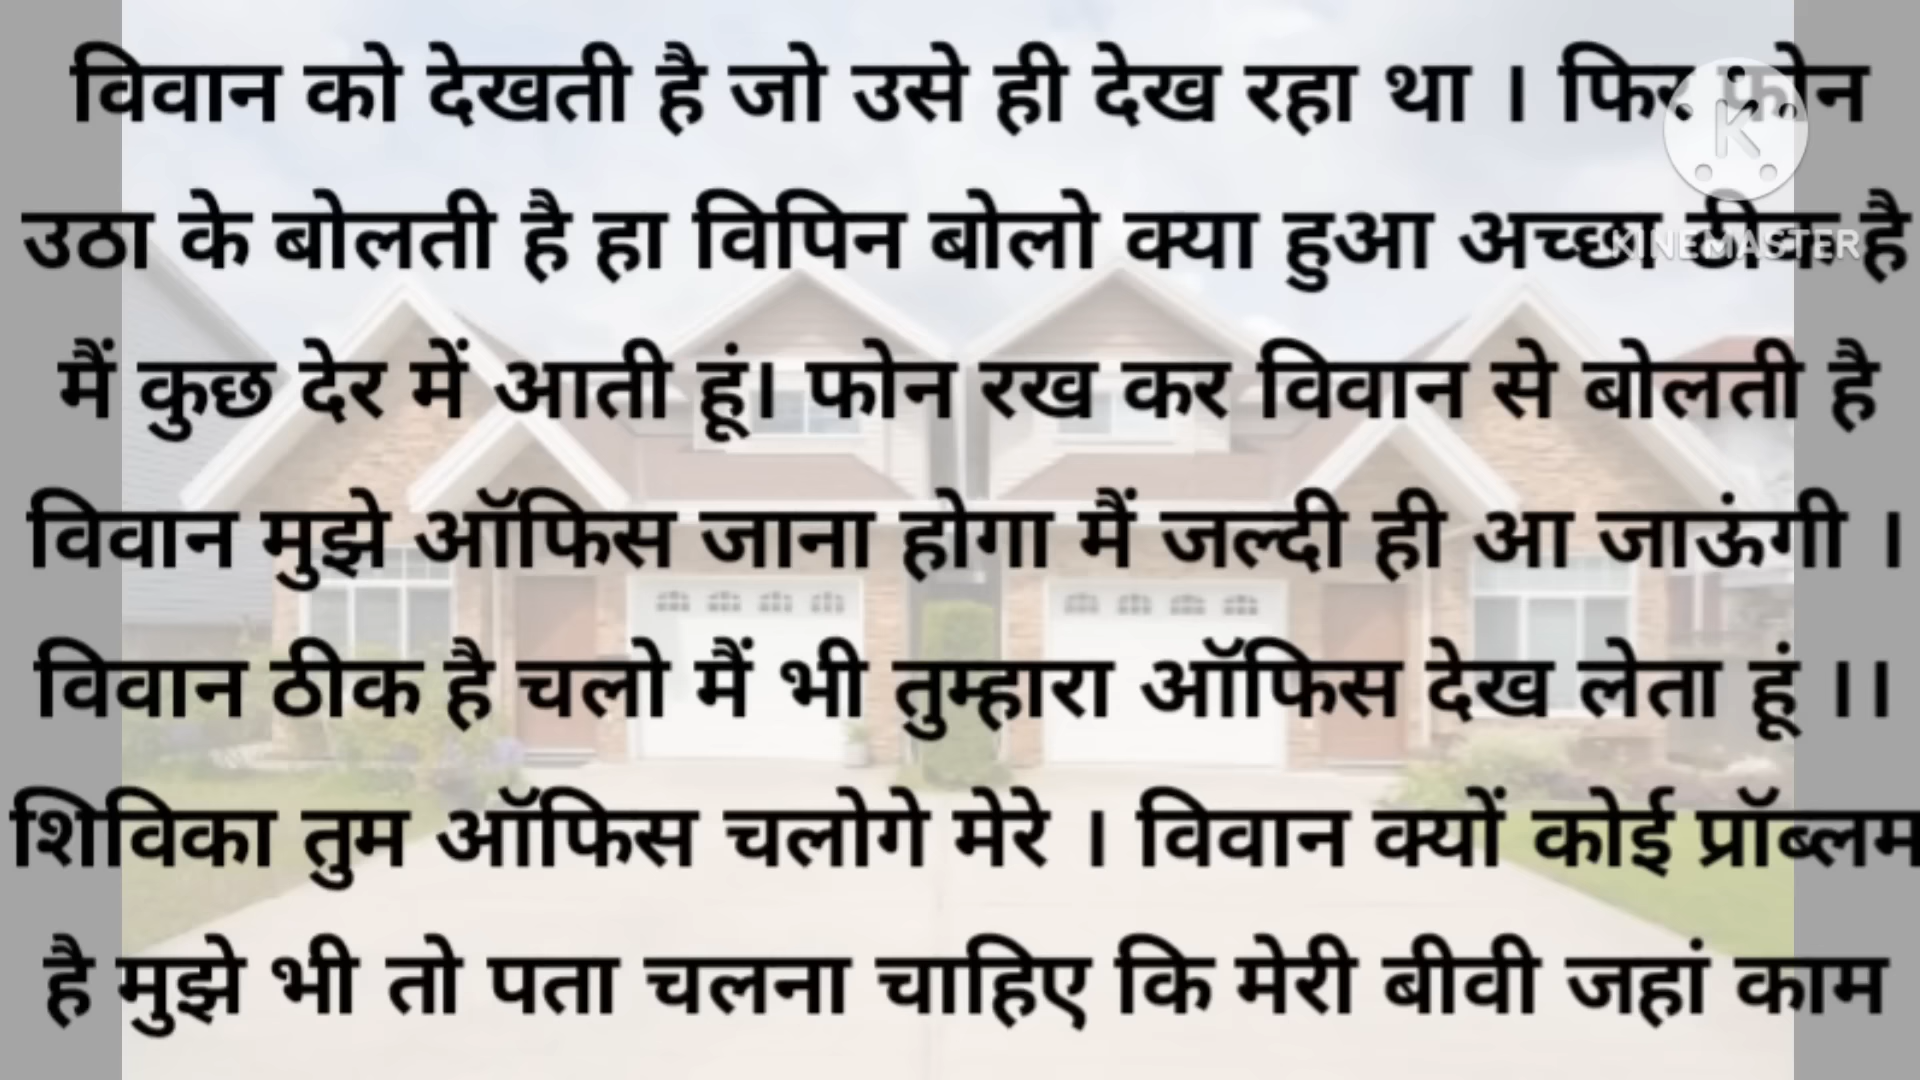 विवान को देखती है जो उसे ही देख रहा था । फिर फोन
उठा के बोलती है हा विपिन बोलो क्या हुआ अच्छा ठीक है
KINEMASTER
मैं कुछ देर में आती हूं। फोन रख कर विवान से बोलती है
विवान मुझे ऑफिस जाना होगा मैं जल्दी ही आ जाऊंगी ।
विवान ठीक है चलो मैं भी तुम्हारा ऑफिस देख लेता हूं ।।
शिविका तुम ऑफिस चलोगे मेरे । विवान क्यों कोई प्रॉब्लम
है मुझे भी तो पता चलना चाहिए कि मेरी बीवी जहां काम